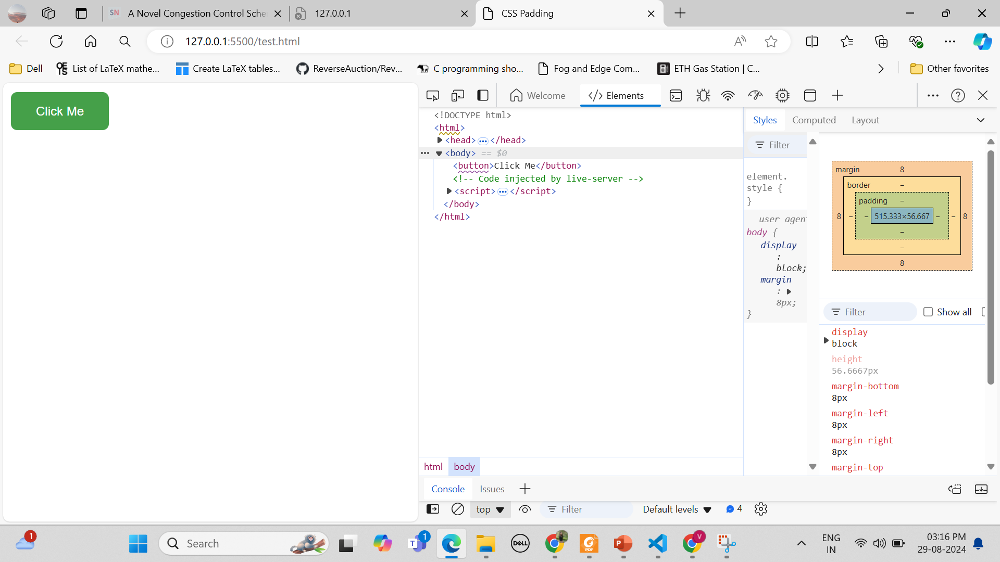 SN A Novel Congestion Control Sche
127.0.0.1
CSS Padding
127.0.0.1:5500/test.html
Dell
List of LaTeX mathe...
Create LaTeX tables...
ReverseAuction/Rev...
C programming sho...
Fog and Edge Com...
ETH Gas Station | C...
Other favorites
Click Me
Welcome
</> Elements
<!DOCTYPE html>
<html>
<head> ••• </head>
••• <body> == $0
<button>Click Me</button>
<!-- Code injected by live-server -->
<script> ••• </script>
</body>
</html>
html body
Styles Computed Layout
Filter
element.
style {
}
user agen
body {
display
:
block;
margin
:
8px;
}
margin 8
border –
padding –
8 – – 515.333×56.667 – – 8
–
–
8
Filter Show all
display
block
height
56.6667px
margin-bottom
8px
margin-left
8px
margin-right
8px
margin-top
Console Issues
top Filter Default levels 4
1
Search
T 1
DELL
PDF
P
V
ENG
IN
03:16 PM
29-08-2024